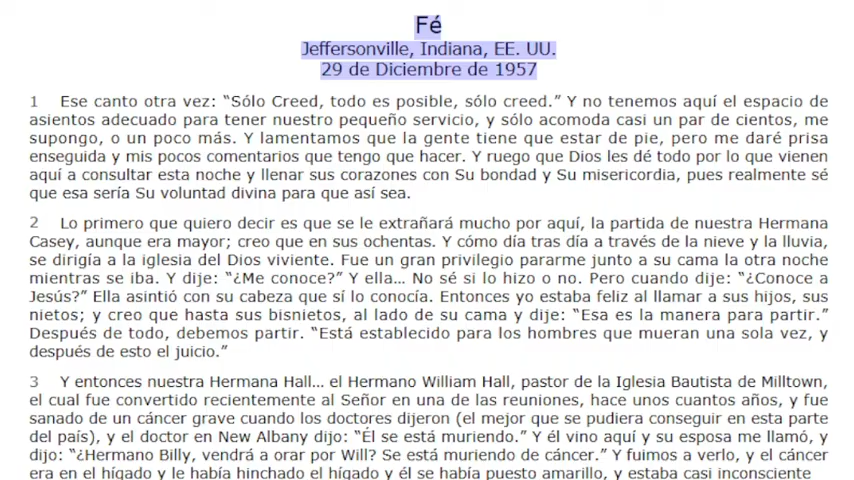 Fé
Jeffersonville, Indiana, EE. UU.
29 de Diciembre de 1957
1 Ese canto otra vez: “Sólo Creed, todo es posible, sólo creed.” Y no tenemos aquí el espacio de
asientos adecuado para tener nuestro pequeño servicio, y sólo acomoda casi un par de cientos, me
supongo, o un poco más. Y lamentamos que la gente tiene que estar de pie, pero me daré prisa
enseguida y mis pocos comentarios que tengo que hacer. Y ruego que Dios les dé todo por lo que vienen
aquí a consultar esta noche y llenar sus corazones con Su bondad y Su misericordia, pues realmente sé
que esa sería Su voluntad divina para que así sea.
2 Lo primero que quiero decir es que se le extrañará mucho por aquí, la partida de nuestra Hermana
Casey, aunque era mayor; creo que en sus ochentas. Y cómo día tras día a través de la nieve y la lluvia,
se dirigía a la iglesia del Dios viviente. Fue un gran privilegio pararme junto a su cama la otra noche
mientras se iba. Y dije: “¿Me conoce?” Y ella… No sé si lo hizo o no. Pero cuando dije: “¿Conoce a
Jesús?” Ella asintió con su cabeza que sí lo conocía. Entonces yo estaba feliz al llamar a sus hijos, sus
nietos; y creo que hasta sus bisnietos, al lado de su cama y dije: “Esa es la manera para partir.”
Después de todo, debemos partir. “Está establecido para los hombres que mueran una sola vez, y
después de esto el juicio.”
3 Y entonces nuestra Hermana Hall… el Hermano William Hall, pastor de la Iglesia Bautista de Milltown,
el cual fue convertido recientemente al Señor en una de las reuniones, hace unos cuantos años, y fue
sanado de un cáncer grave cuando los doctores dijeron (el mejor que se pudiera conseguir en esta parte
del país), y el doctor en New Albany dijo: “Él se está muriendo.” Y él vino aquí y su esposa me llamó, y
dijo: “¿Hermano Billy, vendrá a orar por Will? Se está muriendo de cáncer.” Y fuimos a verlo, y el cáncer
era en el hígado y le había hinchado el hígado y él se había puesto amarillo, y estaba casi inconsciente